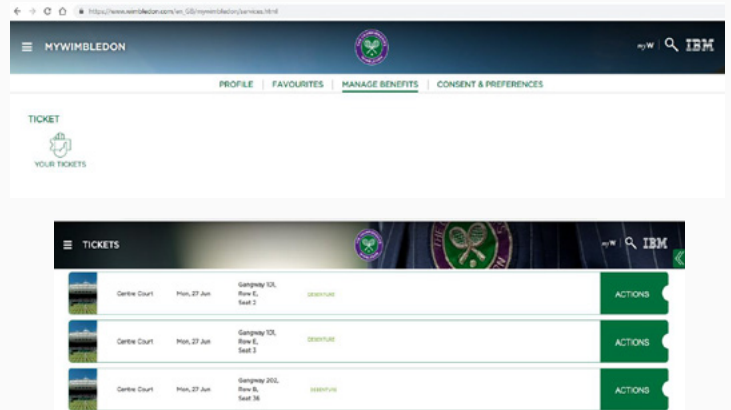 https://www.wimbledon.com/en_GB/mywimbledon/services.html
MYWIMBLEDON
myW
IBM
PROFILE | FAVOURITES | MANAGE BENEFITS | CONSENT & PREFERENCES
TICKET
YOUR TICKETS
TICKETS
myW
IBM
Centre Court Mon, 27 Jun Gangway 101,
Row E,
Seat 2
DEBENTURE
ACTIONS
Centre Court Mon, 27 Jun Gangway 101,
Row E,
Seat 3
DEBENTURE
ACTIONS
Centre Court Mon, 27 Jun Gangway 202,
Row B,
Seat 36
DEBENTURE
ACTIONS